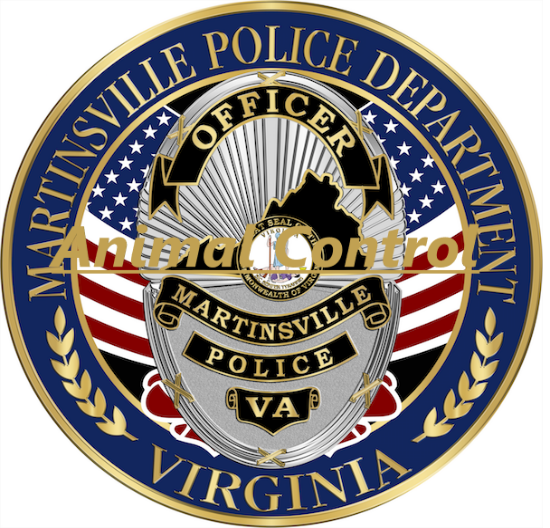 MARTINSVILLE POLICE DEPARTMENT
OFFICER
Animal Control
MARTINSVILLE
POLICE
VA
VIRGINIA